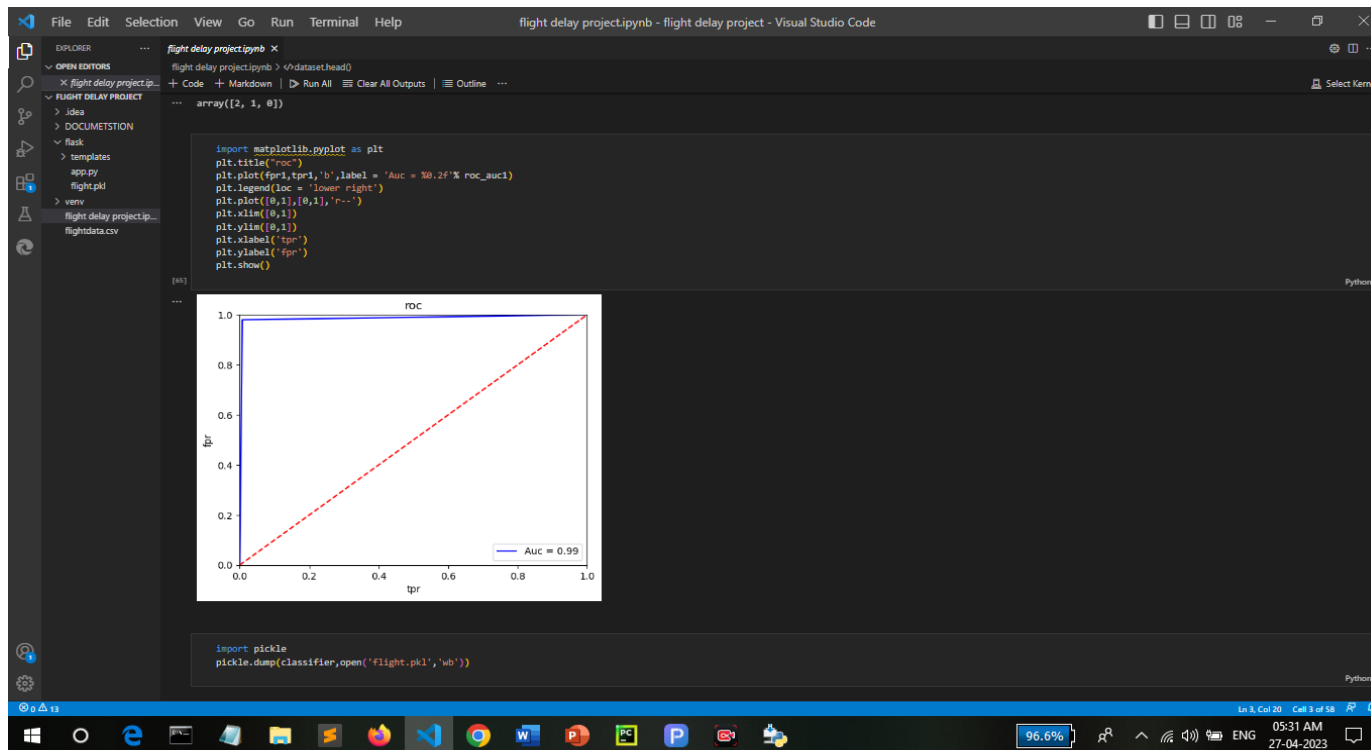 File Edit Selection View Go Run Terminal Help flight delay project.ipynb - flight delay project - Visual Studio Code
EXPLORER ...
flight delay project.ipynb ×
OPEN EDITORS
× flight delay project.ip...
FLIGHT DELAY PROJECT
> .idea
> DOCUMETSTION
flask
> templates
app.py
flight.pkl
> venv
flight delay project.ip...
flightdata.csv
flight delay project.ipynb > dataset.head()
+ Code + Markdown | Run All Clear All Outputs | Outline ...
Select Kern
... array([2, 1, 0])
import matplotlib.pyplot as plt
plt.title("roc")
plt.plot(fpr1,tpr1,'b',label = 'Auc = %0.2f'% roc_auc1)
plt.legend(loc = 'lower right')
plt.plot([0,1],[0,1],'r--')
plt.xlim([0,1])
plt.ylim([0,1])
plt.xlabel('tpr')
plt.ylabel('fpr')
plt.show()
[65]
Python
...
roc
1.0
0.8
0.6
fpr
0.4
0.2
0.0
Auc = 0.99
0.0 0.2 0.4 0.6 0.8 1.0
tpr
import pickle
pickle.dump(classifier,open('flight.pkl','wb'))
Python
0 13
Ln 3, Col 20 Cell 3 of 58
96.6% ENG
05:31 AM
27-04-2023